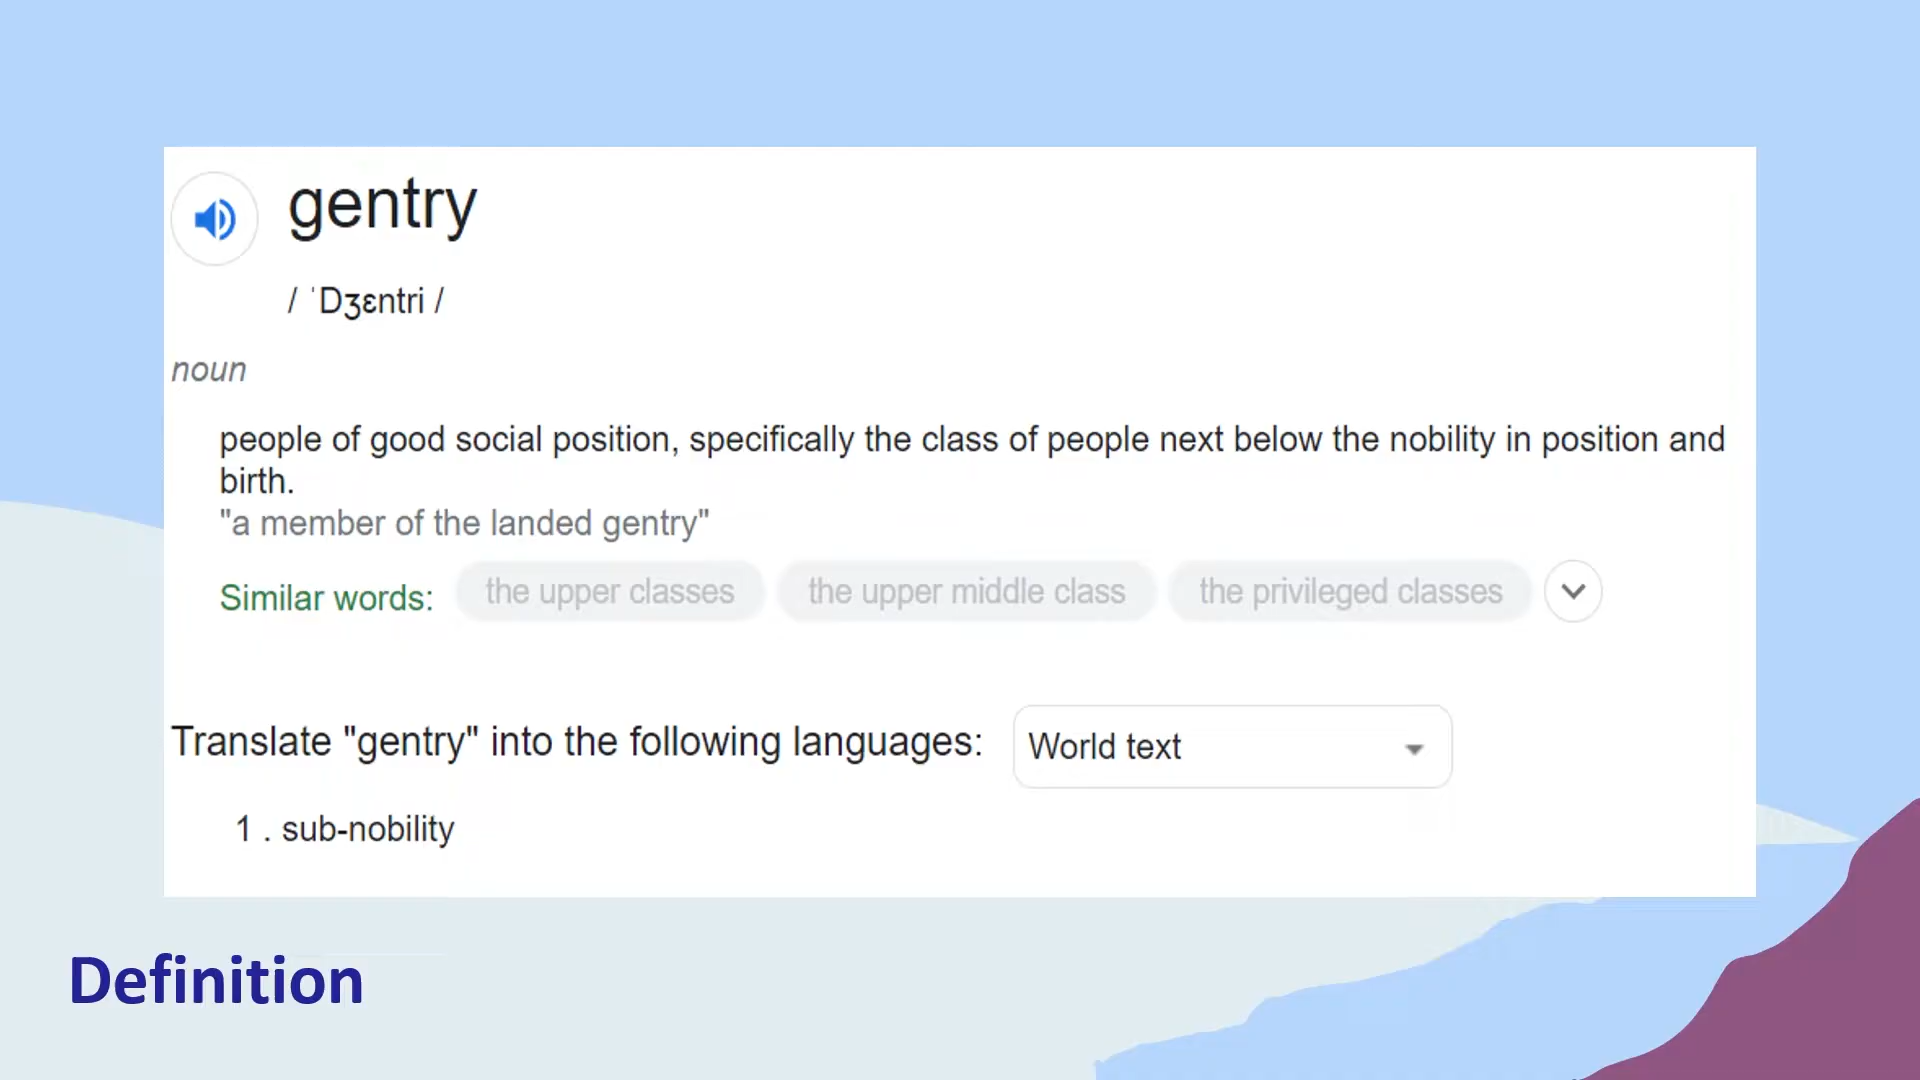 gentry
/ ˈDʒɛntri /
noun
people of good social position, specifically the class of people next below the nobility in position and
birth.
"a member of the landed gentry"
Similar words: the upper classes the upper middle class the privileged classes
Translate "gentry" into the following languages: World text
1 . sub-nobility
Definition